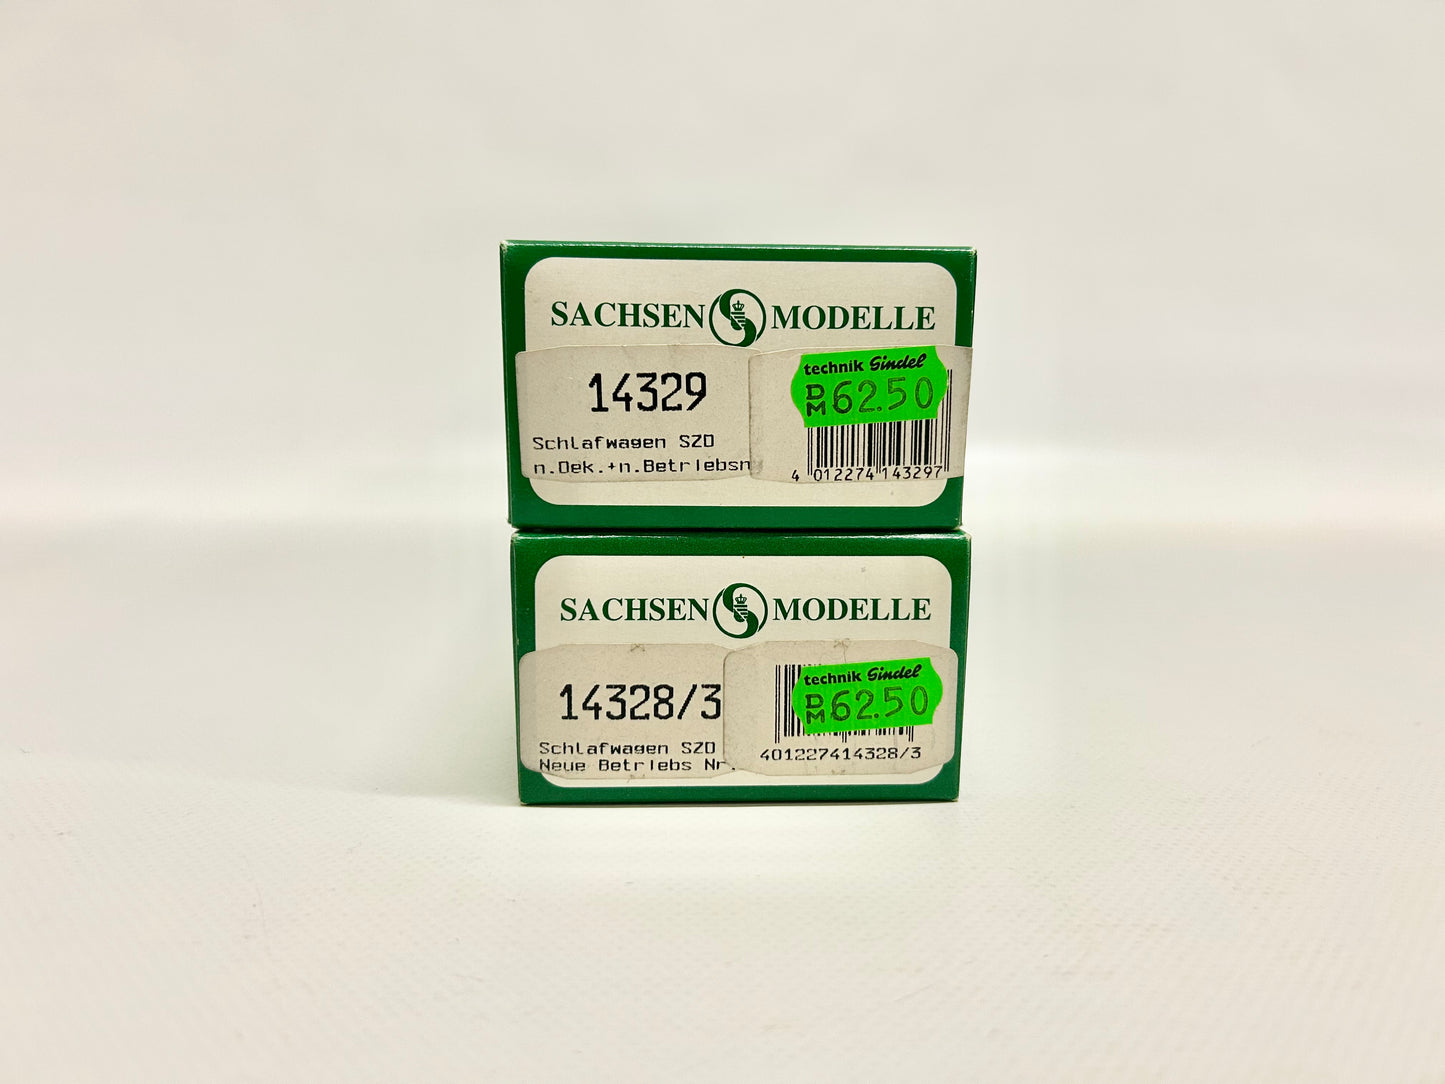 SACHSEN MODELLE
14329
Schlafwagen SZD
n.Dek.+n.Betriebsn
technik Sindel
DM 62.50
4 012274 143297
SACHSEN MODELLE
14328/3
Schlafwagen SZD
Neue Betriebs Nr.
technik Sindel
DM 62.50
401227414328/3